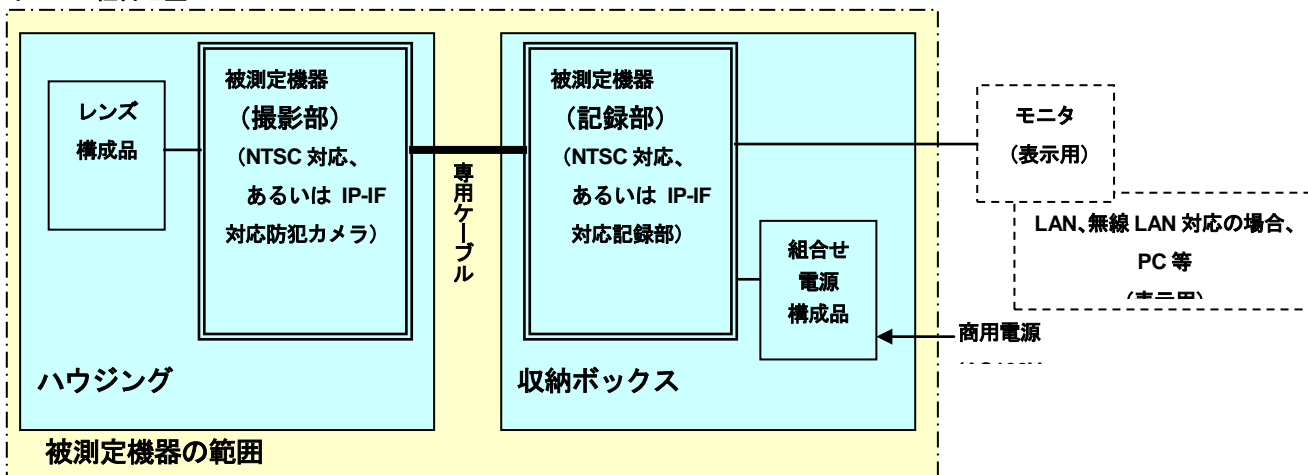 レンズ
構成品
被測定機器
（撮影部）
（NTSC 対応、
あるいは IP-IF
対応防犯カメラ）
専用ケーブル
被測定機器
（記録部）
（NTSC 対応、
あるいは IP-IF
対応記録部）
組合せ
電源
構成品
モニタ
（表示用）
LAN、無線 LAN 対応の場合、
PC 等
商用電源
ハウジング
収納ボックス
被測定機器の範囲